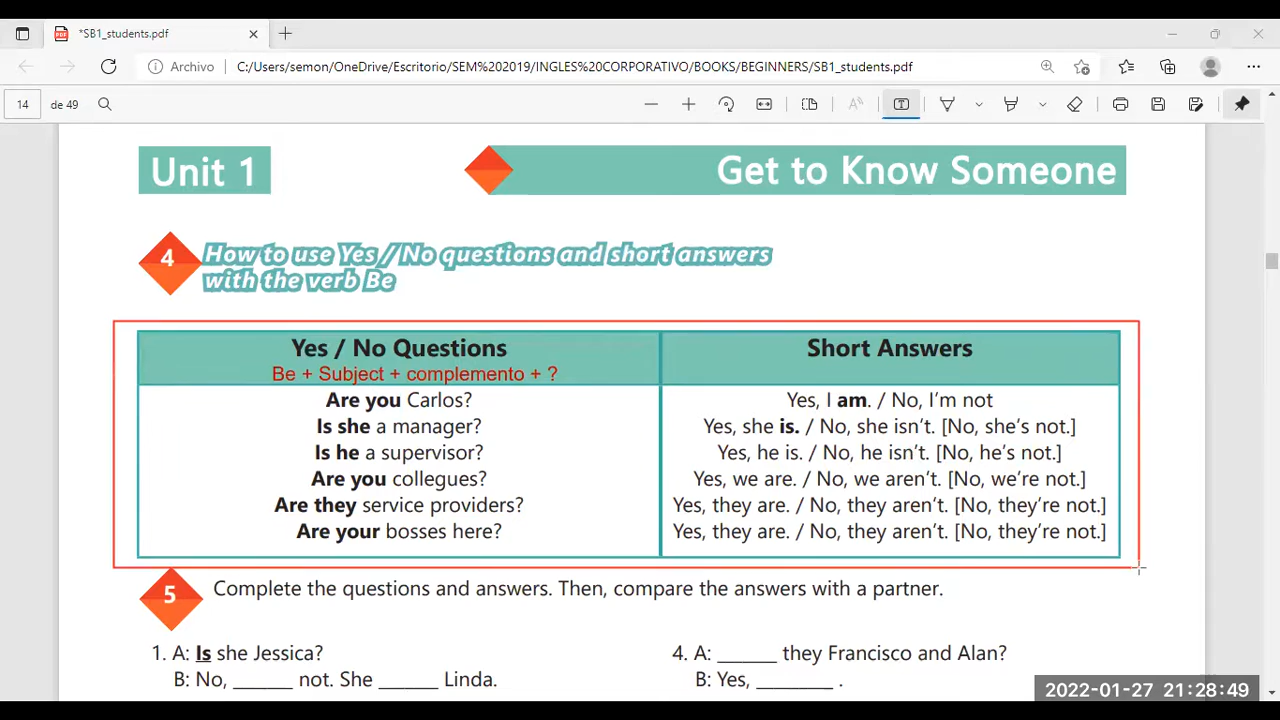 *SB1_students.pdf
Archivo
C:/Users/semon/OneDrive/Escritorio/SEM%202019/INGLES%20CORPORATIVO/BOOKS/BEGINNERS/SB1_students.pdf
14
de 49
Unit 1
Get to Know Someone
4
How to use Yes / No questions and short answers
with the verb Be
Yes / No Questions
Be + Subject + complemento + ?
Short Answers
Are you Carlos?
Yes, I am. / No, I'm not
Is she a manager?
Yes, she is. / No, she isn't. [No, she's not.]
Is he a supervisor?
Yes, he is. / No, he isn't. [No, he's not.]
Are you collegues?
Yes, we are. / No, we aren't. [No, we're not.]
Are they service providers?
Yes, they are. / No, they aren't. [No, they're not.]
Are your bosses here?
Yes, they are. / No, they aren't. [No, they're not.]
5
Complete the questions and answers. Then, compare the answers with a partner.
1. A: Is she Jessica?
B: No, ______ not. She ______ Linda.
4. A: ______ they Francisco and Alan?
B: Yes, ________ .
2022-01-27 21:28:49